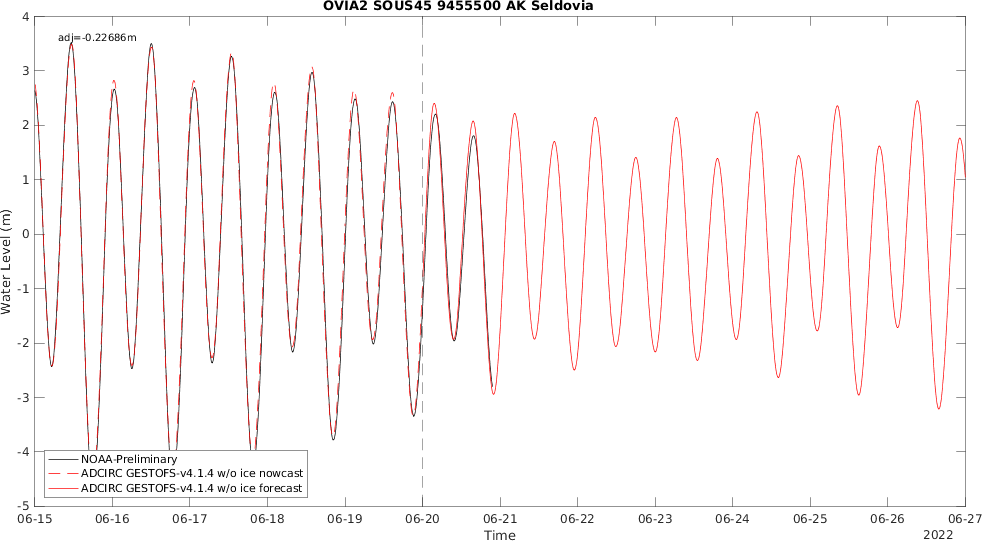 OVIA2 SOUS45 9455500 AK Seldovia
adj=-0.22686m
4
3
2
1
0
-1
-2
-3
-4
-5
Water Level (m)
NOAA-Preliminary
ADCIRC GESTOFS-v4.1.4 w/o ice nowcast
ADCIRC GESTOFS-v4.1.4 w/o ice forecast
06-15 06-16 06-17 06-18 06-19 06-20 06-21 06-22 06-23 06-24 06-25 06-26 06-27
Time
2022